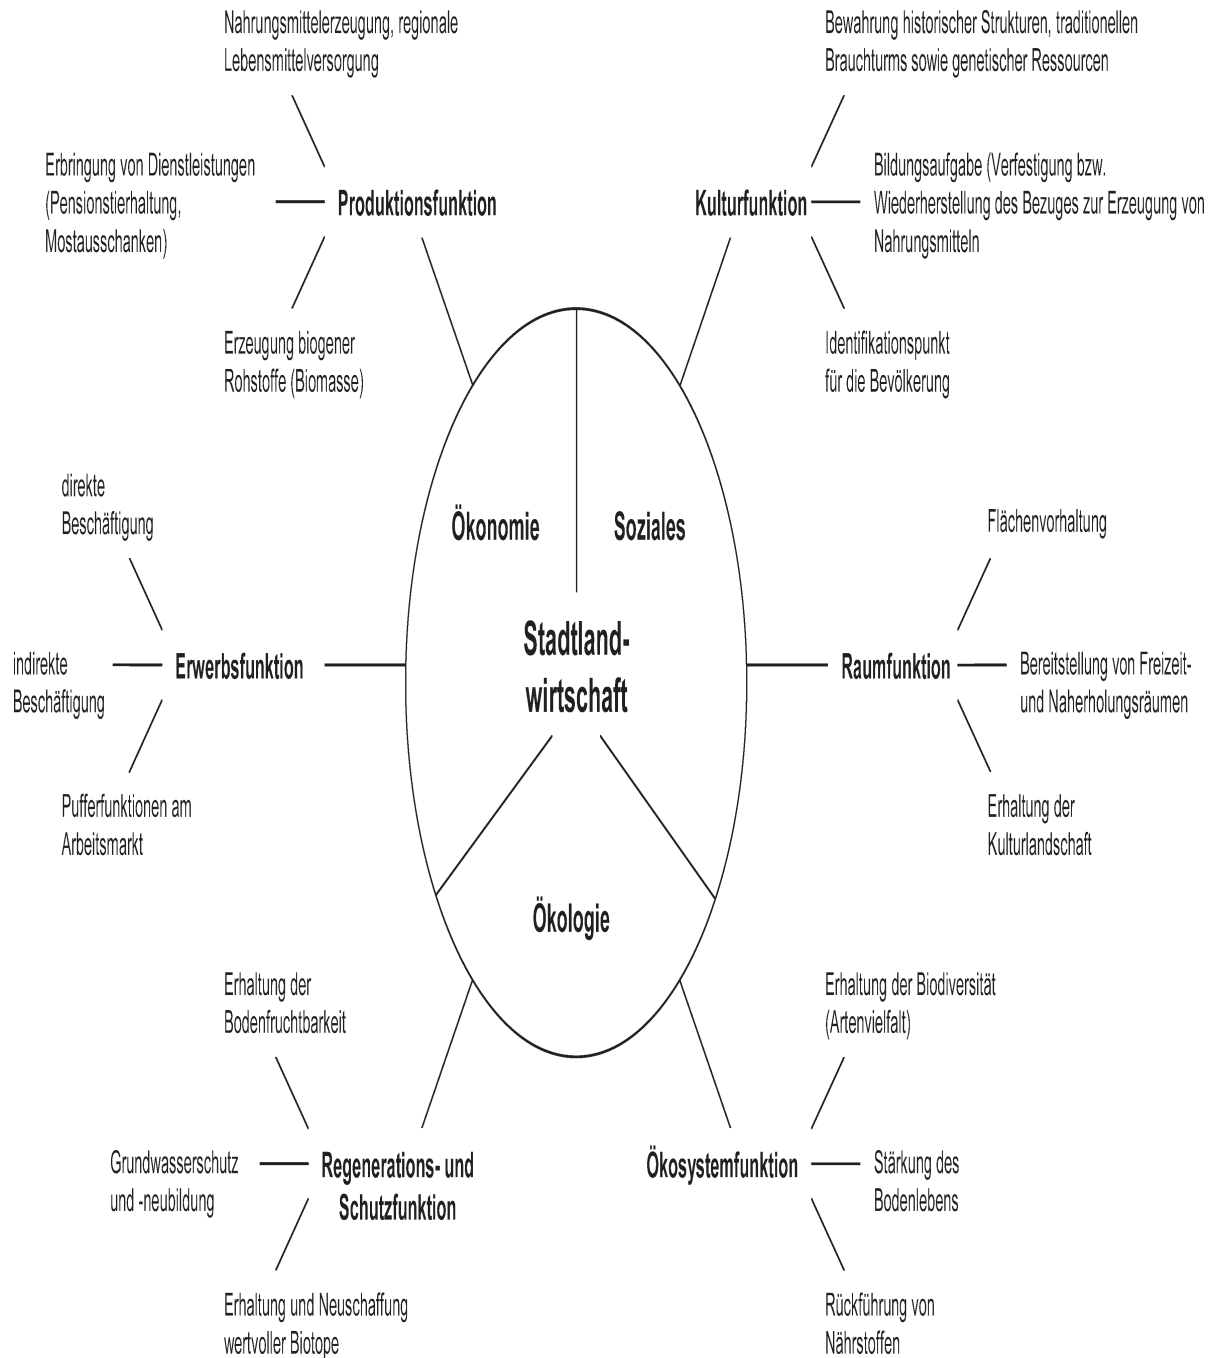 Nahrungsmittelerzeugung, regionale
Lebensmittelversorgung
Erbringung von Dienstleistungen
(Pensionstierhaltung,
Mostausschanken)
Produktionsfunktion
Erzeugung biogener
Rohstoffe (Biomasse)
Bewahrung historischer Strukturen, traditionellen
Brauchturms sowie genetischer Ressourcen
Kulturfunktion
Bildungsaufgabe (Verfestigung bzw.
Wiederherstellung des Bezuges zur Erzeugung von
Nahrungsmitteln
Identifikationspunkt
für die Bevölkerung
direkte
Beschäftigung
indirekte
Beschäftigung
Erwerbsfunktion
Pufferfunktionen am
Arbeitsmarkt
Ökonomie
Soziales
Stadtland-
wirtschaft
Ökologie
Flächenvorhaltung
Raumfunktion
Bereitstellung von Freizeit-
und Naherholungsräumen
Erhaltung der
Kulturlandschaft
Erhaltung der
Bodenfruchtbarkeit
Grundwasserschutz
und -neubildung
Regenerations- und
Schutzfunktion
Erhaltung und Neuschaffung
wertvoller Biotope
Erhaltung der Biodiversität
(Artenvielfalt)
Ökosystemfunktion
Stärkung des
Bodenlebens
Rückführung von
Nährstoffen